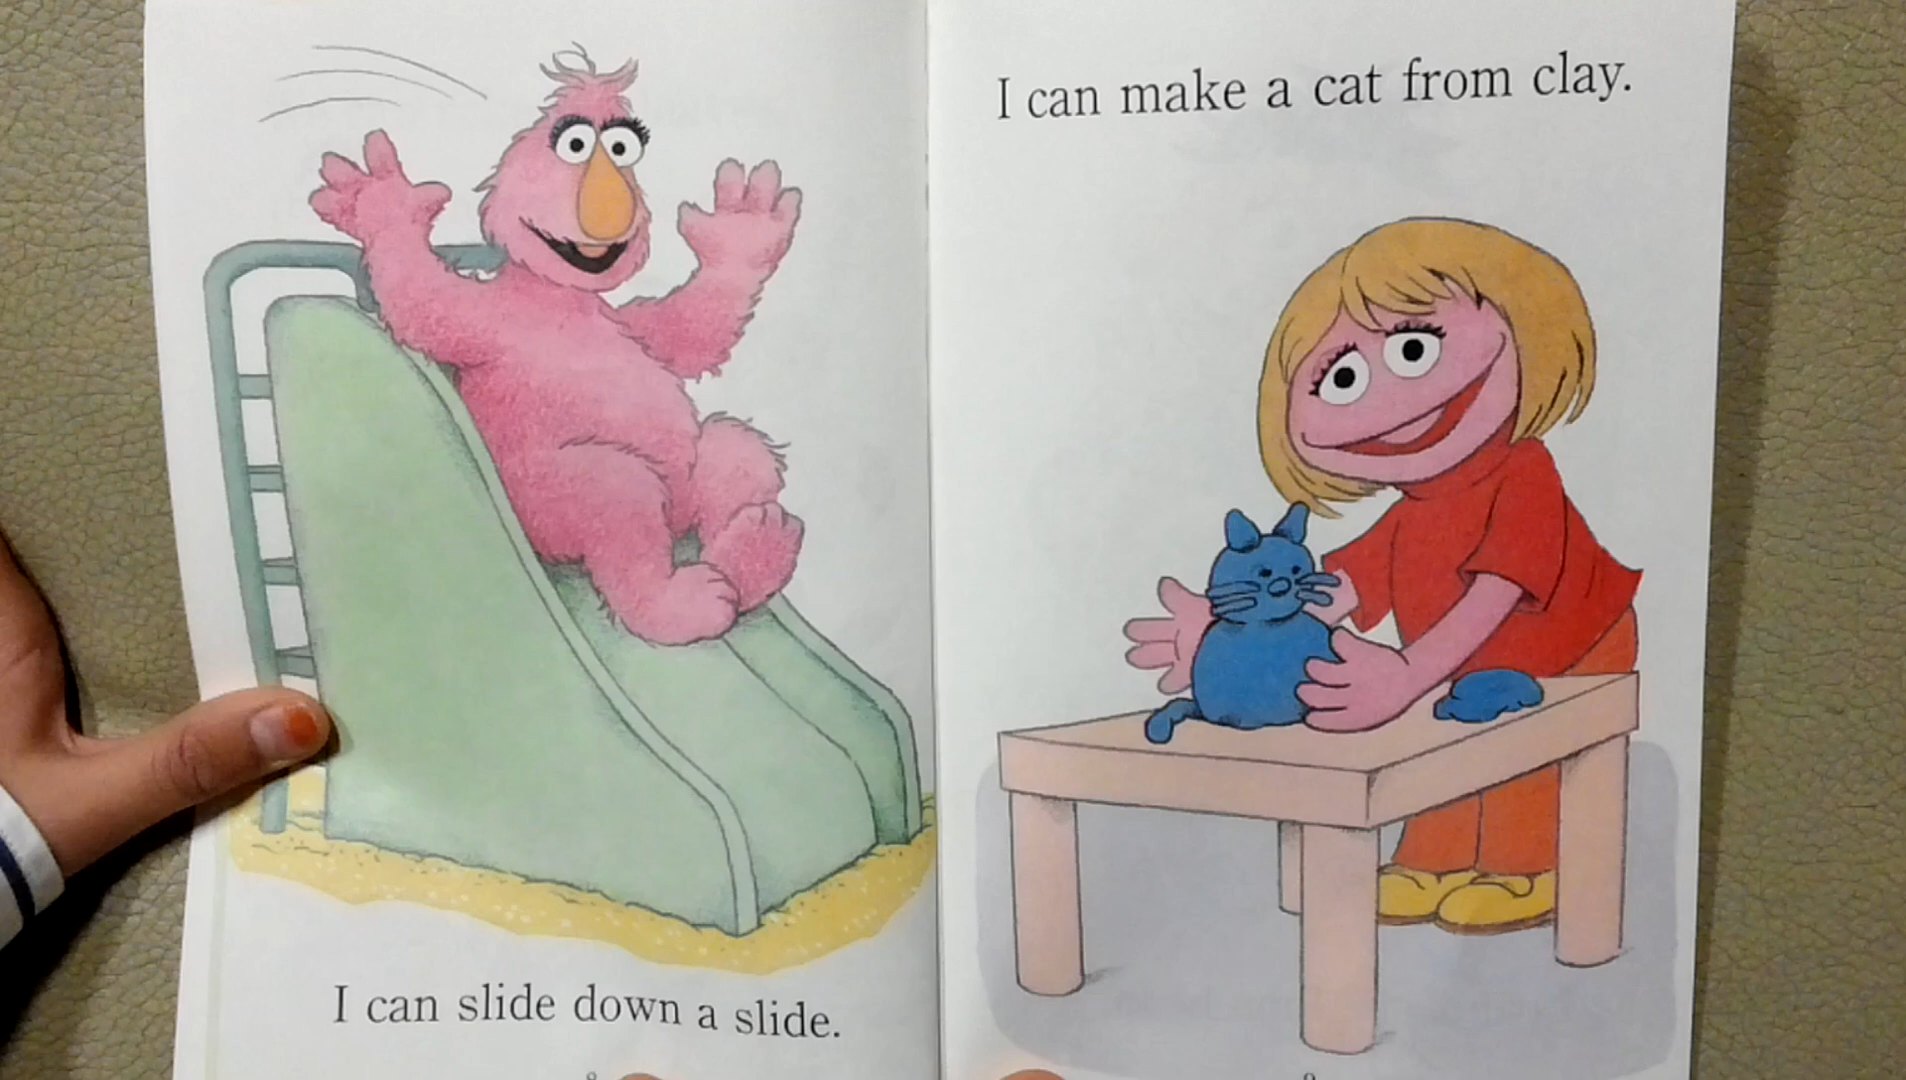 I can slide down a slide.
I can make a cat from clay.